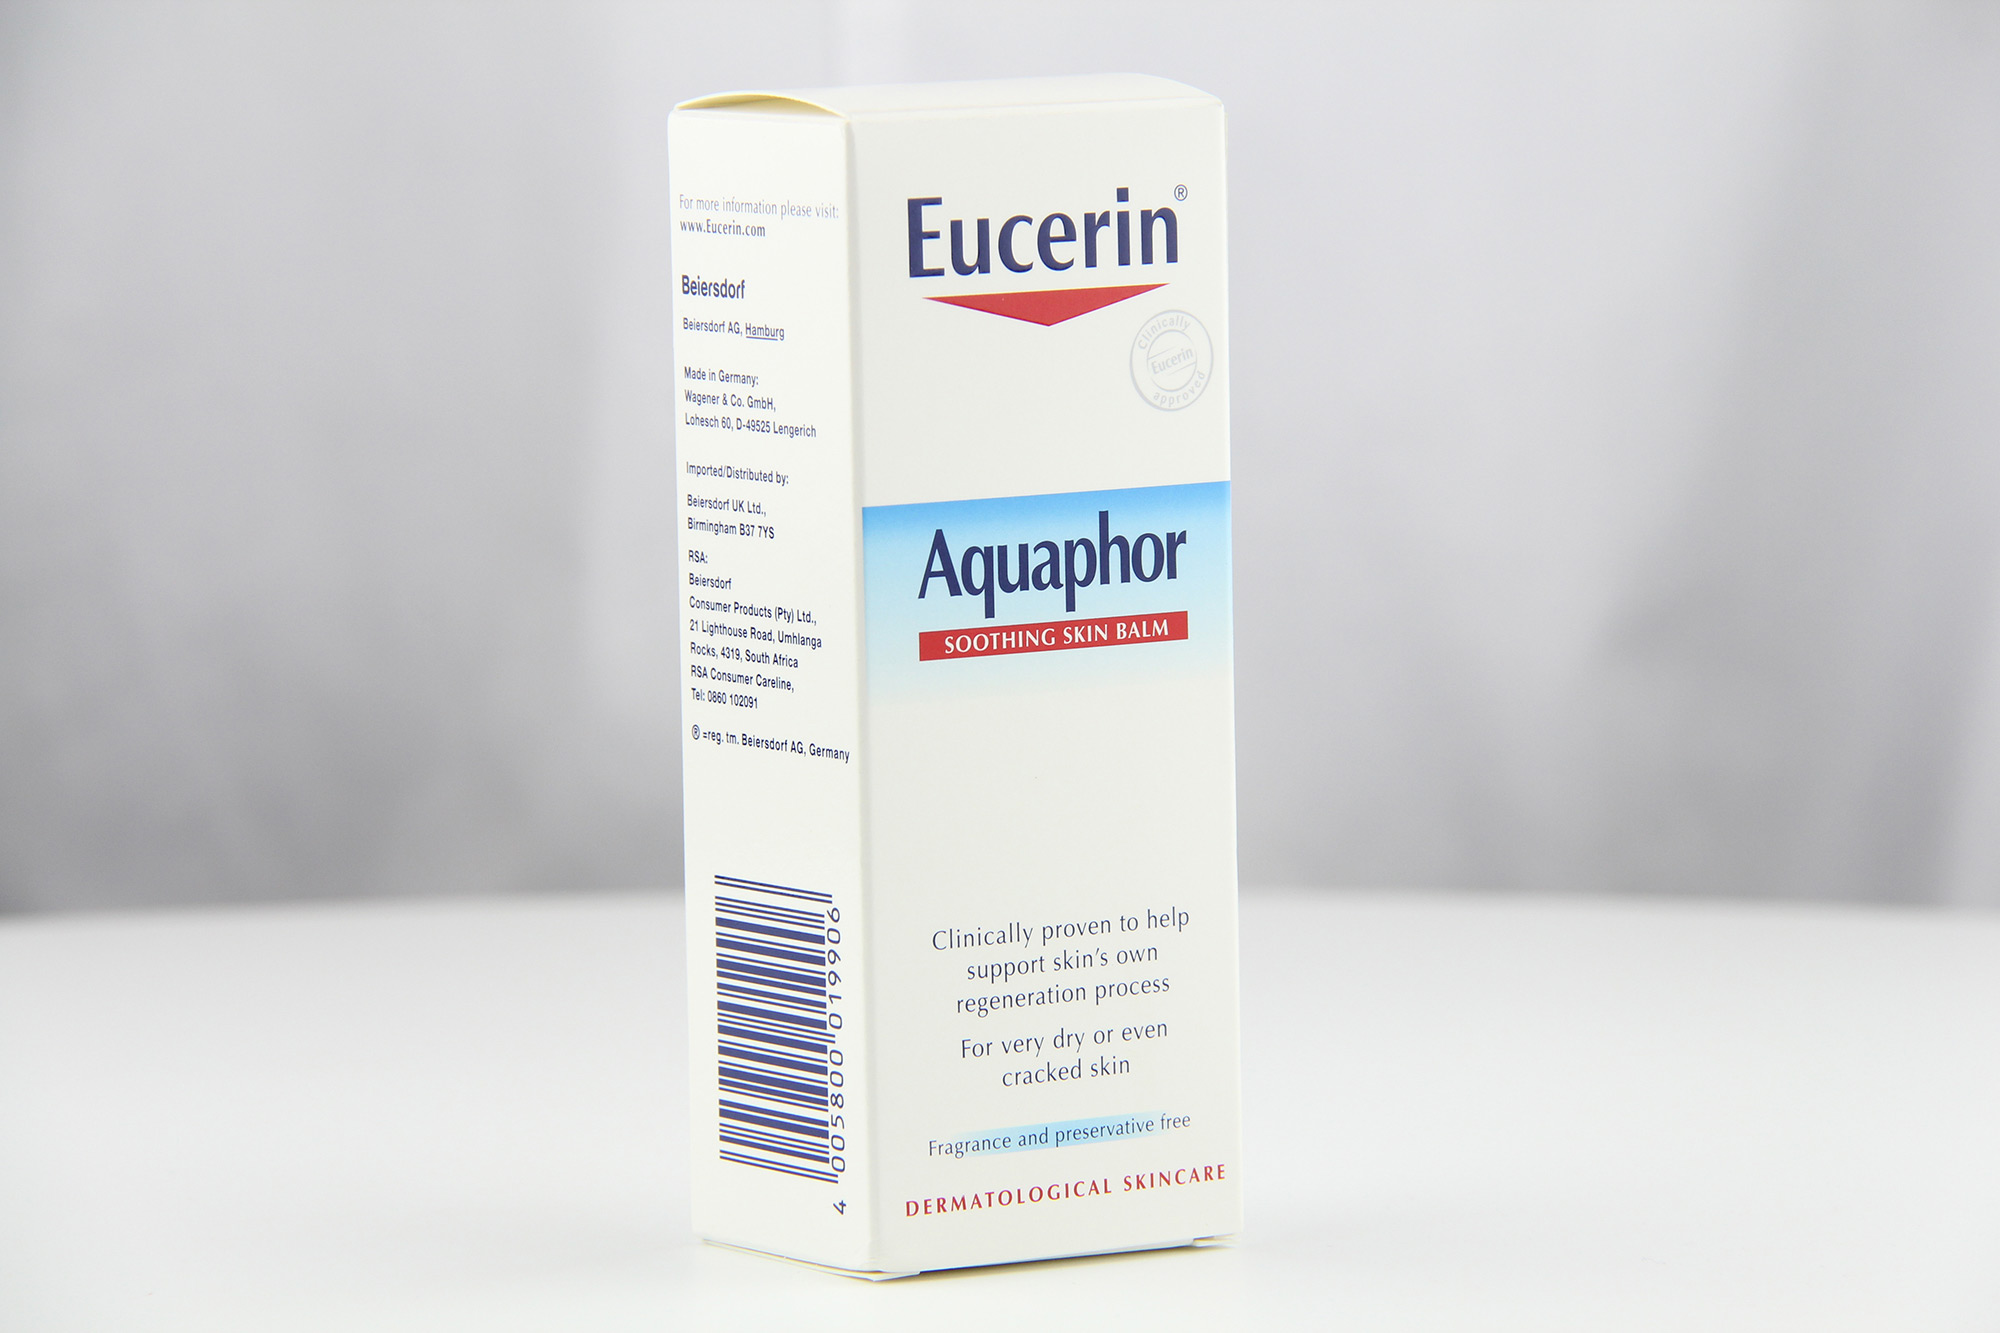 For more information please visit:
www.Eucerin.com
Beiersdorf
Beiersdorf AG, Hamburg
Made in Germany:
Wagener & Co. GmbH,
Lohesch 60, D-49525 Lengerich
Imported/Distributed by:
Beiersdorf UK Ltd.,
Birmingham B37 7YS
RSA:
Beiersdorf
Consumer Products (Pty) Ltd.,
21 Lighthouse Road, Umhlanga
Rocks, 4319, South Africa
RSA Consumer Careline,
Tel: 0860 102091
® =reg. tm. Beiersdorf AG, Germany
4 005800 019906
Eucerin®
Clinically
Eucerin
approved
Aquaphor
SOOTHING SKIN BALM
Clinically proven to help
support skin's own
regeneration process
For very dry or even
cracked skin
Fragrance and preservative free
DERMATOLOGICAL SKINCARE